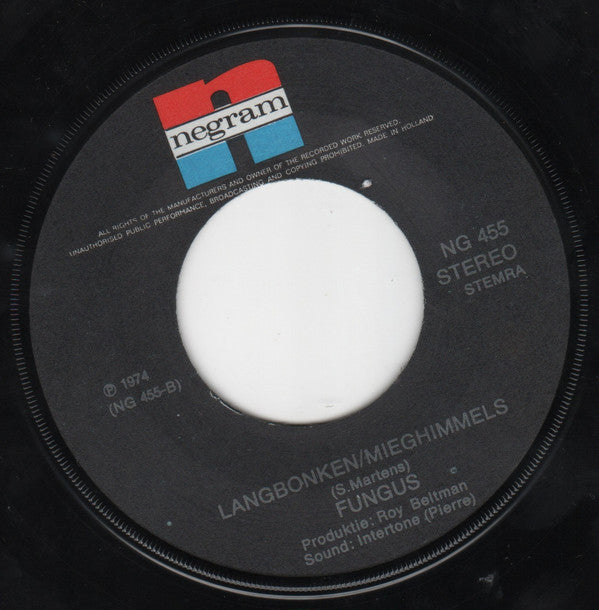 negram
ALL RIGHTS OF THE MANUFACTURERS AND OWNER OF THE RECORDED WORK RESERVED.
UNAUTHORISED PUBLIC PERFORMANCE, BROADCASTING AND COPYING PROHIBITED. MADE IN HOLLAND
NG 455
STEREO
STEMRA
℗ 1974
(NG 455-B)
LANGBONKEN/MIEGHIMMELS
(S.Martens)
FUNGUS
Produktie: Roy Beltman
Sound: Intertone (Pierre)